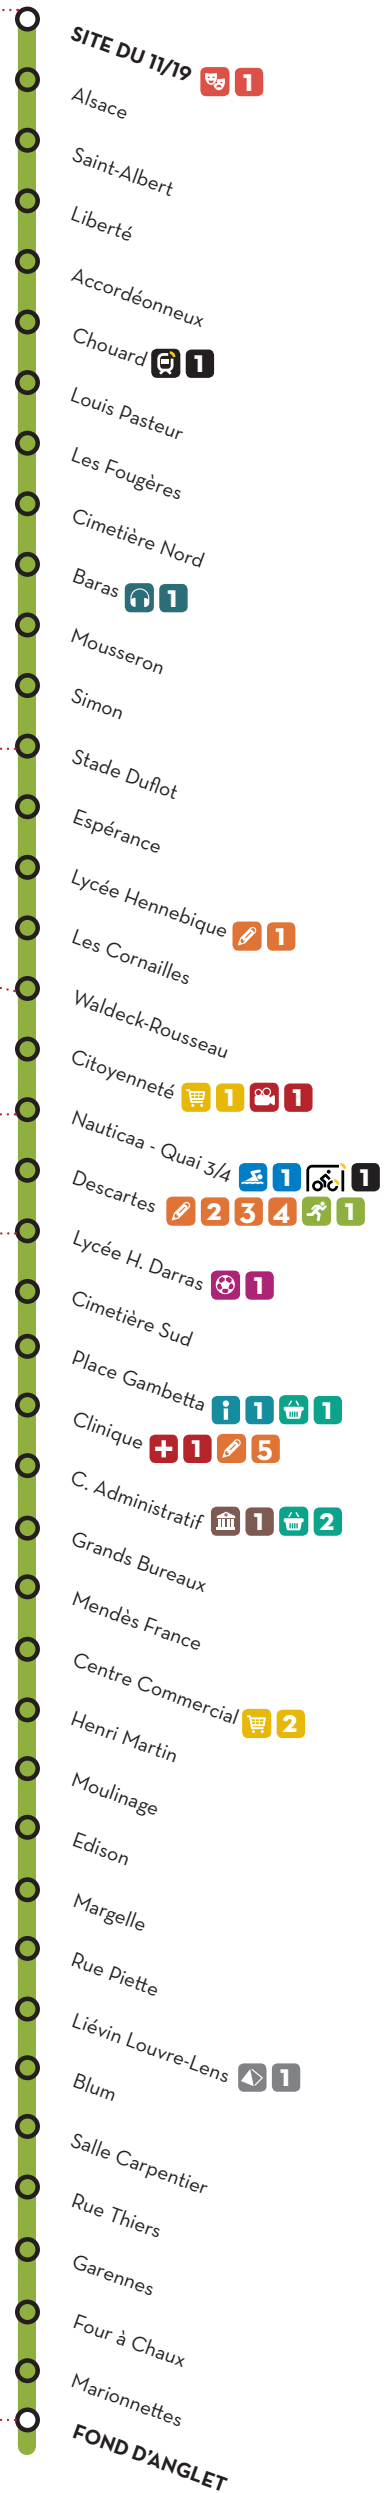 SITE DU 11/19 1
Alsace
Saint-Albert
Liberté
Accordéonneux
Chouard 1
Louis Pasteur
Les Fougères
Cimetière Nord
Baras 1
Mousseron
Simon
Stade Duflot
Espérance
Lycée Hennebique 1
Les Cornailles
Waldeck-Rousseau
Citoyenneté 1 1
Nauticaa - Quai 3/4 1 1
Descartes 2 3 4 1
Lycée H. Darras 1
Cimetière Sud
Place Gambetta i 1 1
Clinique 1 5
C. Administratif 1 2
Grands Bureaux
Mendès France
Centre Commercial 2
Henri Martin
Moulinage
Edison
Margelle
Rue Piette
Liévin Louvre-Lens 1
Blum
Salle Carpentier
Rue Thiers
Garennes
Four à Chaux
Marionnettes
FOND D'ANGLET